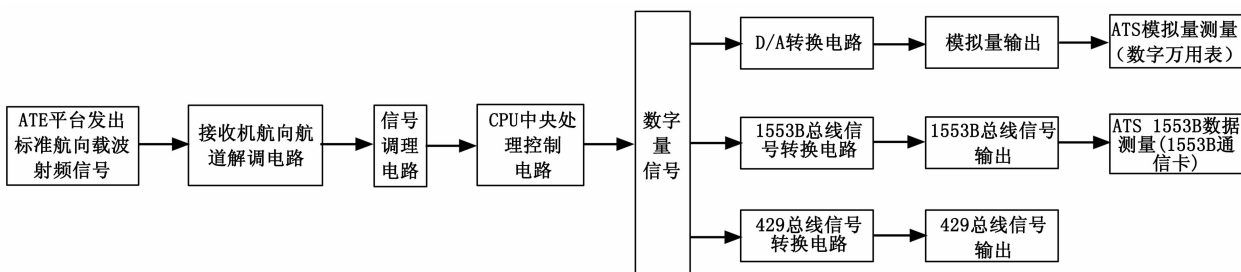 ATE平台发出
标准航向载波
射频信号
接收机航向航
道解调电路
信号
调理
电路
CPU中央处
理控制
电路
数字
量
信号
D/A转换电路
模拟量输出
ATS模拟量测量
(数字万用表)
1553B总线信
号转换电路
1553B总线信号
输出
ATS 1553B数据
测量(1553B通
信卡)
429总线信号
转换电路
429总线信号
输出